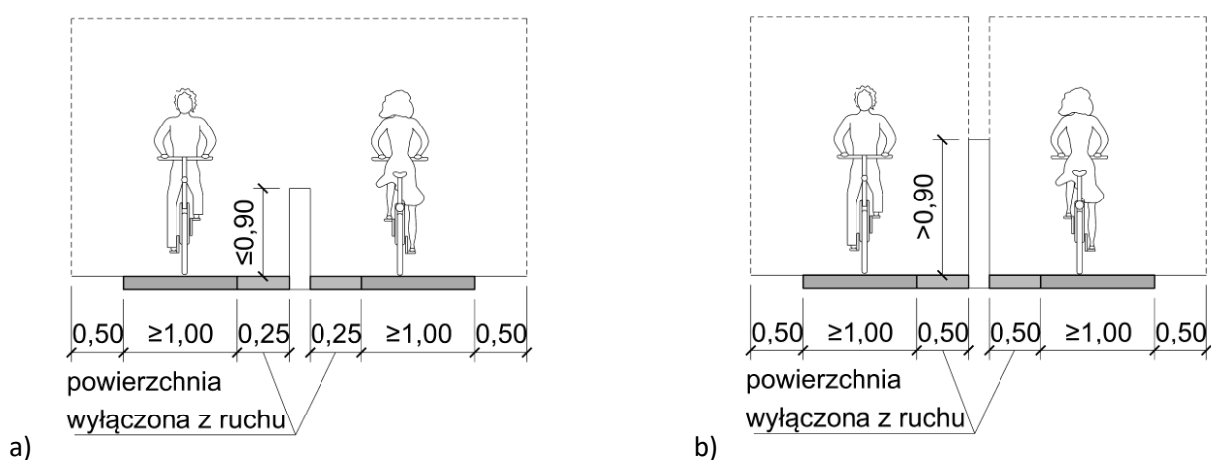 ≤0,90
0,50 ≥1,00 0,25 0,25 ≥1,00 0,50
powierzchnia
wyłączona z ruchu
a)
>0,90
0,50 ≥1,00 0,50 0,50 ≥1,00 0,50
powierzchnia
wyłączona z ruchu
b)